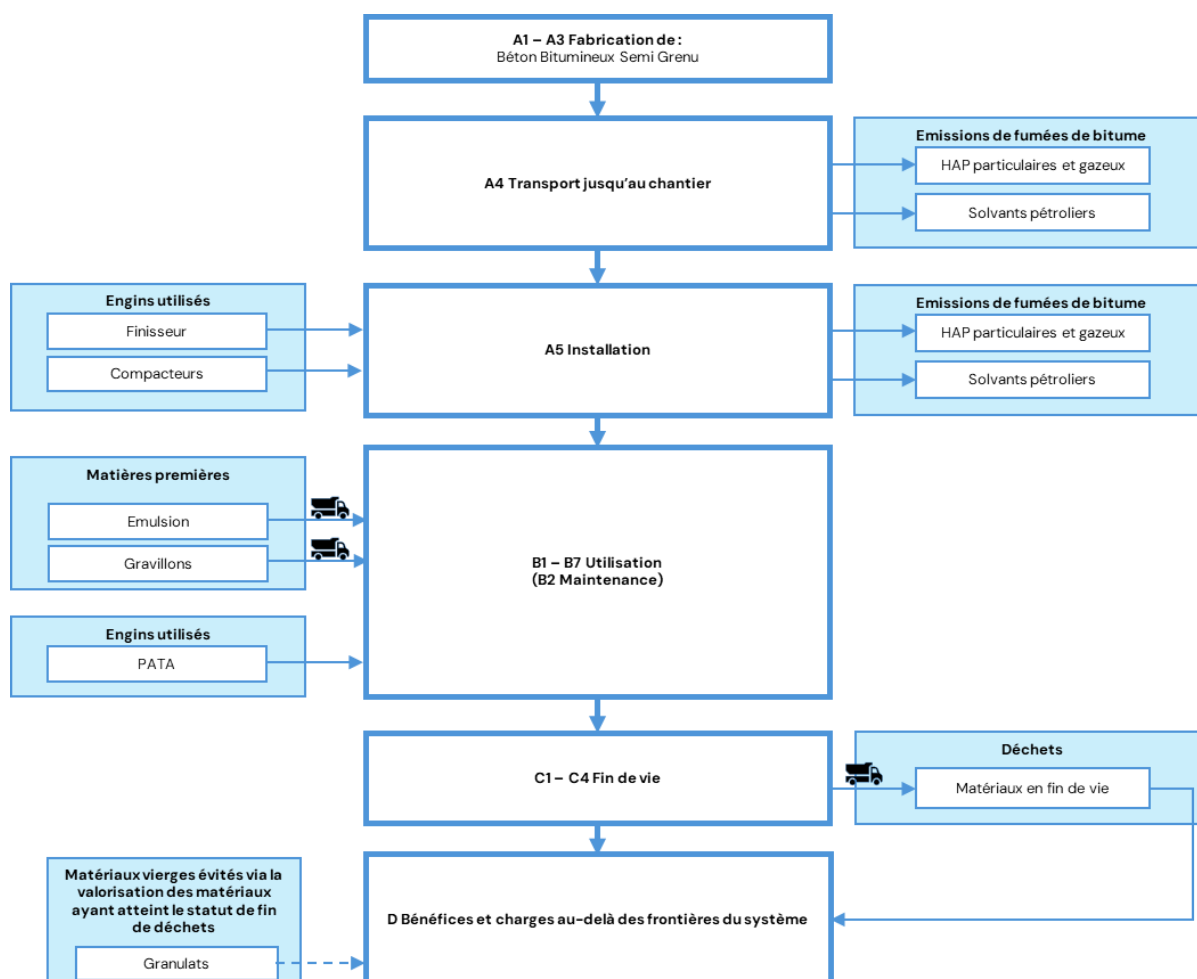 A1 – A3 Fabrication de :
Béton Bitumineux Semi Grenu
A4 Transport jusqu’au chantier
Emissions de fumées de bitume
HAP particulaires et gazeux
Solvants pétroliers
Engins utilisés
Finisseur
Compacteurs
A5 Installation
Emissions de fumées de bitume
HAP particulaires et gazeux
Solvants pétroliers
Matières premières
Emulsion
Gravillons
Engins utilisés
PATA
B1 – B7 Utilisation
(B2 Maintenance)
C1 – C4 Fin de vie
Déchets
Matériaux en fin de vie
Matériaux vierges évités via la
valorisation des matériaux
ayant atteint le statut de fin
de déchets
Granulats
D Bénéfices et charges au-delà des frontières du système